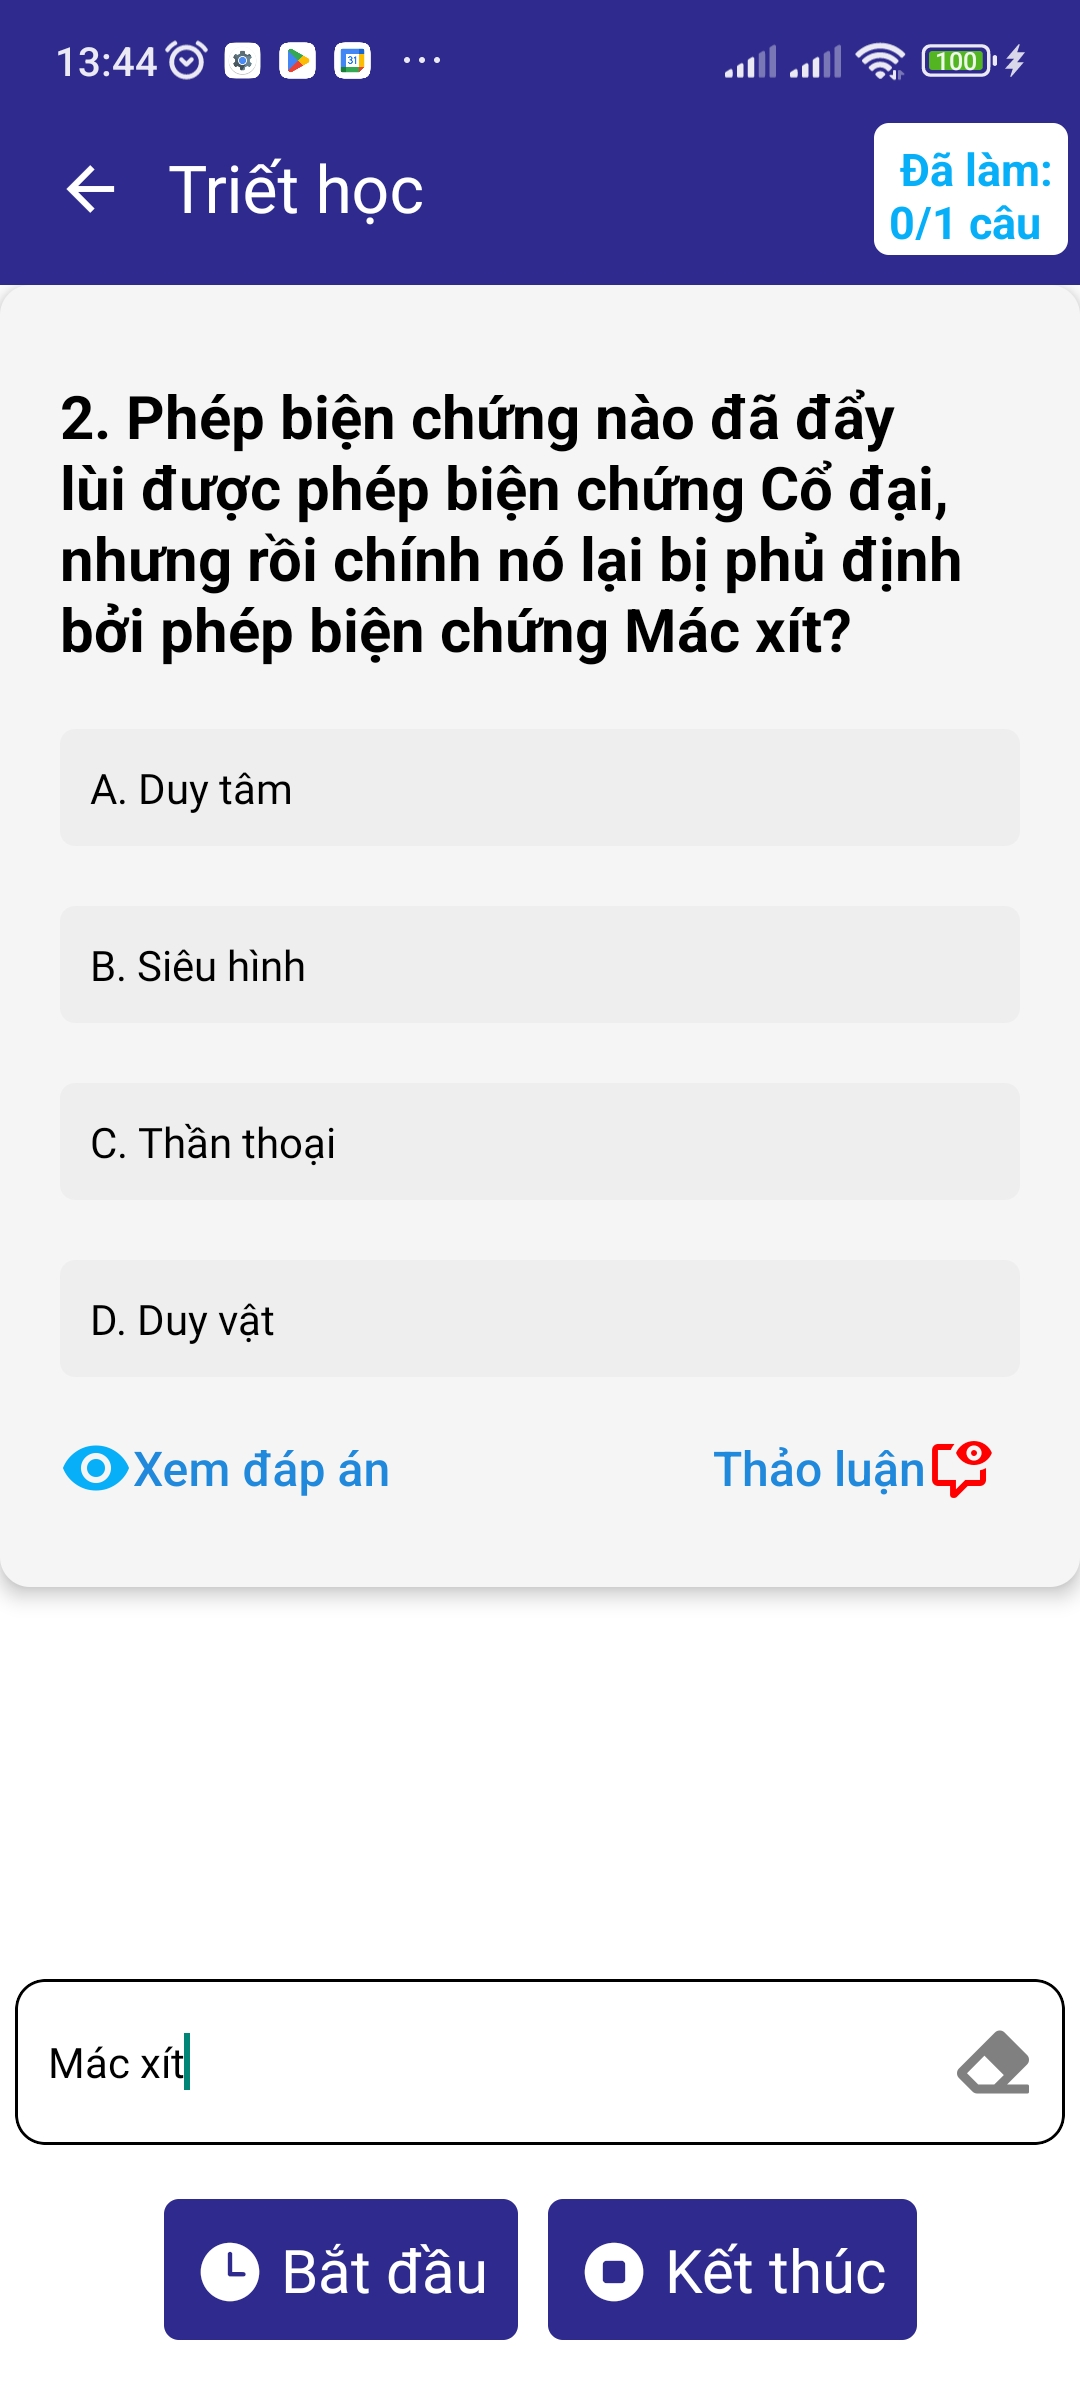 13:44 31 ... 100
Triết học
Đã làm:
0/1 câu
2. Phép biện chứng nào đã đẩy
lùi được phép biện chứng Cổ đại,
nhưng rồi chính nó lại bị phủ định
bởi phép biện chứng Mác xít?
A. Duy tâm
B. Siêu hình
C. Thần thoại
D. Duy vật
Xem đáp án Thảo luận
Mác xít
Bắt đầu Kết thúc